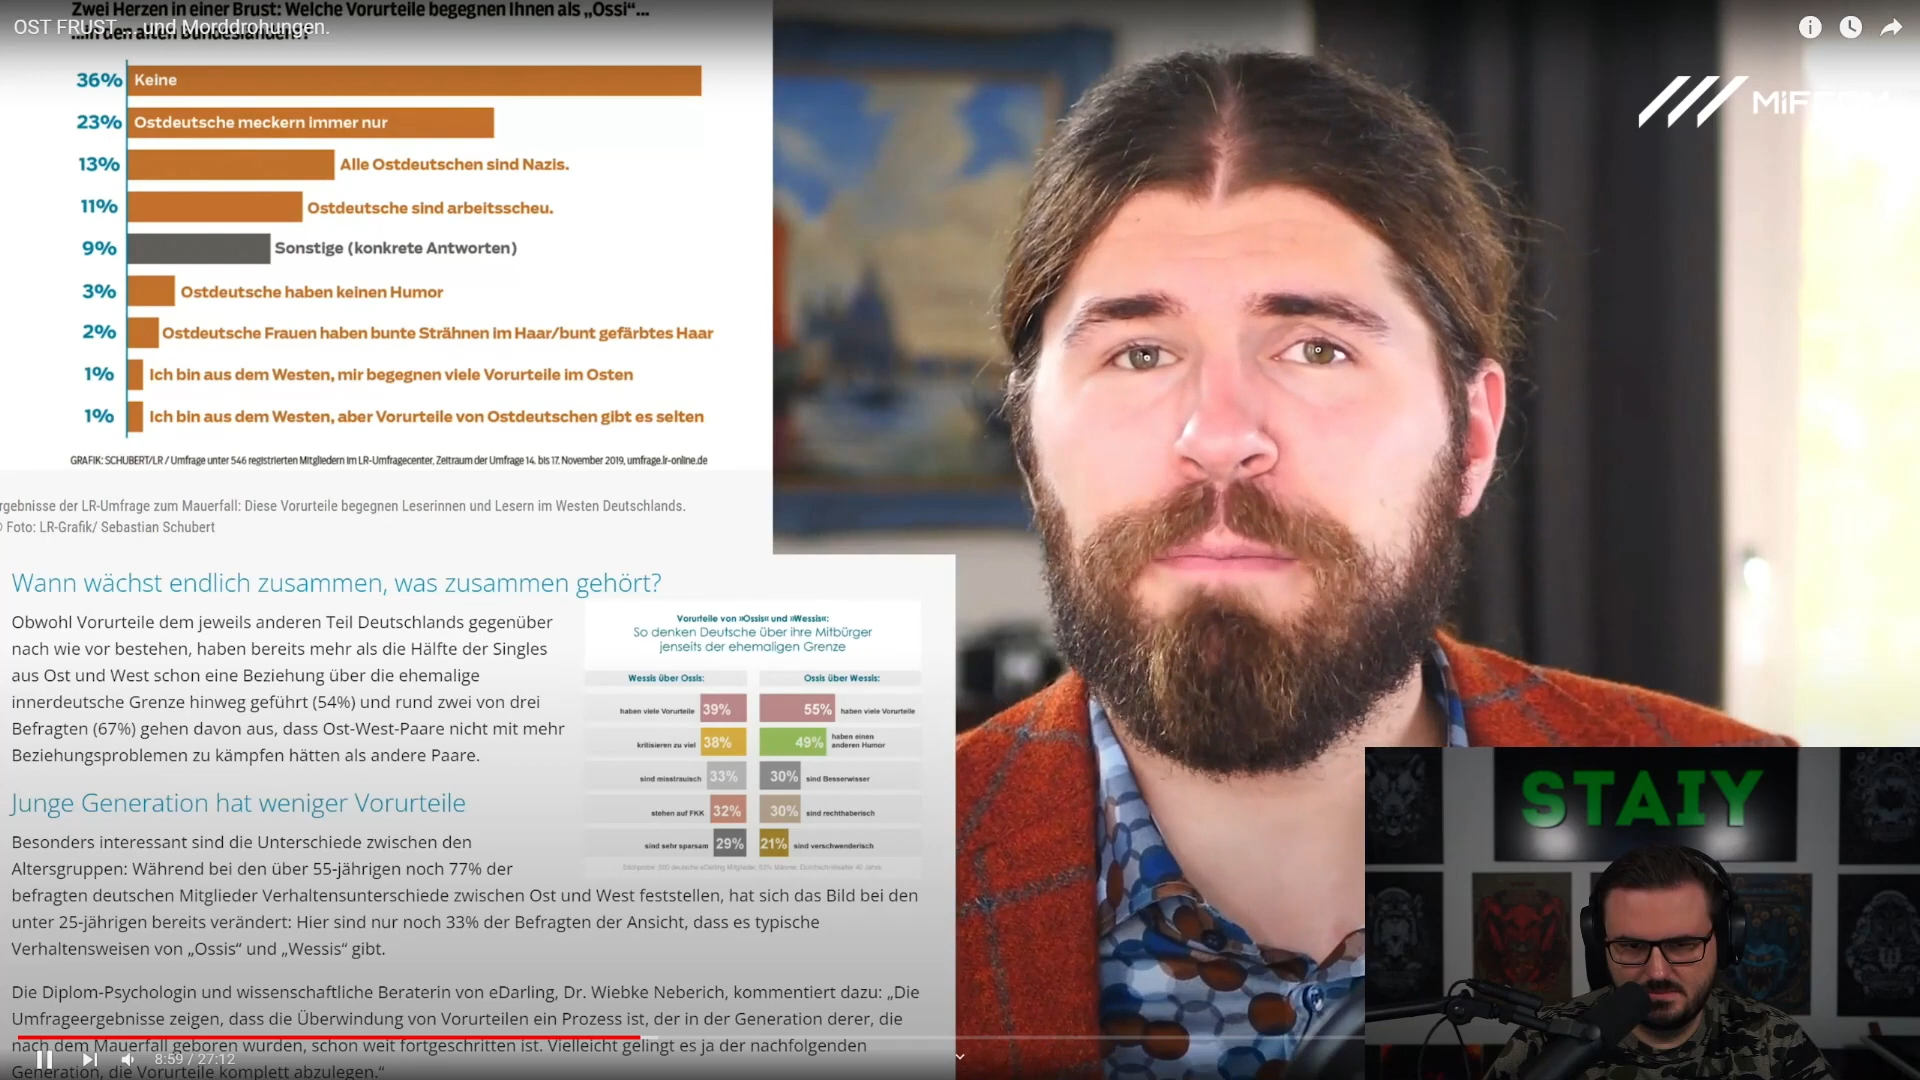 Zwei Herzen in einer Brust: Welche Vorurteile begegnen Ihnen als „Ossi“...
...in den alten Bundesländern?
OST FRUST ... und Morddrohungen.
36% Keine
23% Ostdeutsche meckern immer nur
13% Alle Ostdeutschen sind Nazis.
11% Ostdeutsche sind arbeitsscheu.
9% Sonstige (konkrete Antworten)
3% Ostdeutsche haben keinen Humor
2% Ostdeutsche Frauen haben bunte Strähnen im Haar/bunt gefärbtes Haar
1% Ich bin aus dem Westen, mir begegnen viele Vorurteile im Osten
1% Ich bin aus dem Westen, aber Vorurteile von Ostdeutschen gibt es selten
GRAFIK: SCHUBERT/LR / Umfrage unter 546 registrierten Mitgliedern im LR-Umfragecenter, Zeitraum der Umfrage 14. bis 17. November 2019, umfrage.lr-online.de
rgebnisse der LR-Umfrage zum Mauerfall: Diese Vorurteile begegnen Leserinnen und Lesern im Westen Deutschlands.
© Foto: LR-Grafik/ Sebastian Schubert
Wann wächst endlich zusammen, was zusammen gehört?
Obwohl Vorurteile dem jeweils anderen Teil Deutschlands gegenüber
nach wie vor bestehen, haben bereits mehr als die Hälfte der Singles
aus Ost und West schon eine Beziehung über die ehemalige
innerdeutsche Grenze hinweg geführt (54%) und rund zwei von drei
Befragten (67%) gehen davon aus, dass Ost-West-Paare nicht mit mehr
Beziehungsproblemen zu kämpfen hätten als andere Paare.
Vorurteile von »Ossis« und »Wessis«:
So denken Deutsche über ihre Mitbürger
jenseits der ehemaligen Grenze
Wessis über Ossis: Ossis über Wessis:
haben viele Vorurteile 39% 55% haben viele Vorurteile
kritisieren zu viel 38% 49% haben einen anderen Humor
sind misstrauisch 33% 30% sind Besserwisser
stehen auf FKK 32% 30% sind rechthaberisch
sind sehr sparsam 29% 21% sind verschwenderisch
Junge Generation hat weniger Vorurteile
Besonders interessant sind die Unterschiede zwischen den
Altersgruppen: Während bei den über 55-jährigen noch 77% der
befragten deutschen Mitglieder Verhaltensunterschiede zwischen Ost und West feststellen, hat sich das Bild bei den
unter 25-jährigen bereits verändert: Hier sind nur noch 33% der Befragten der Ansicht, dass es typische
Verhaltensweisen von „Ossis“ und „Wessis“ gibt.
Die Diplom-Psychologin und wissenschaftliche Beraterin von eDarling, Dr. Wiebke Neberich, kommentiert dazu: „Die
Umfrageergebnisse zeigen, dass die Überwindung von Vorurteilen ein Prozess ist, der in der Generation derer, die
nach dem Mauerfall geboren wurden, schon weit fortgeschritten ist. Vielleicht gelingt es ja der nachfolgenden
Generation, die Vorurteile komplett abzulegen.“
8:59 / 27:12
STAIY